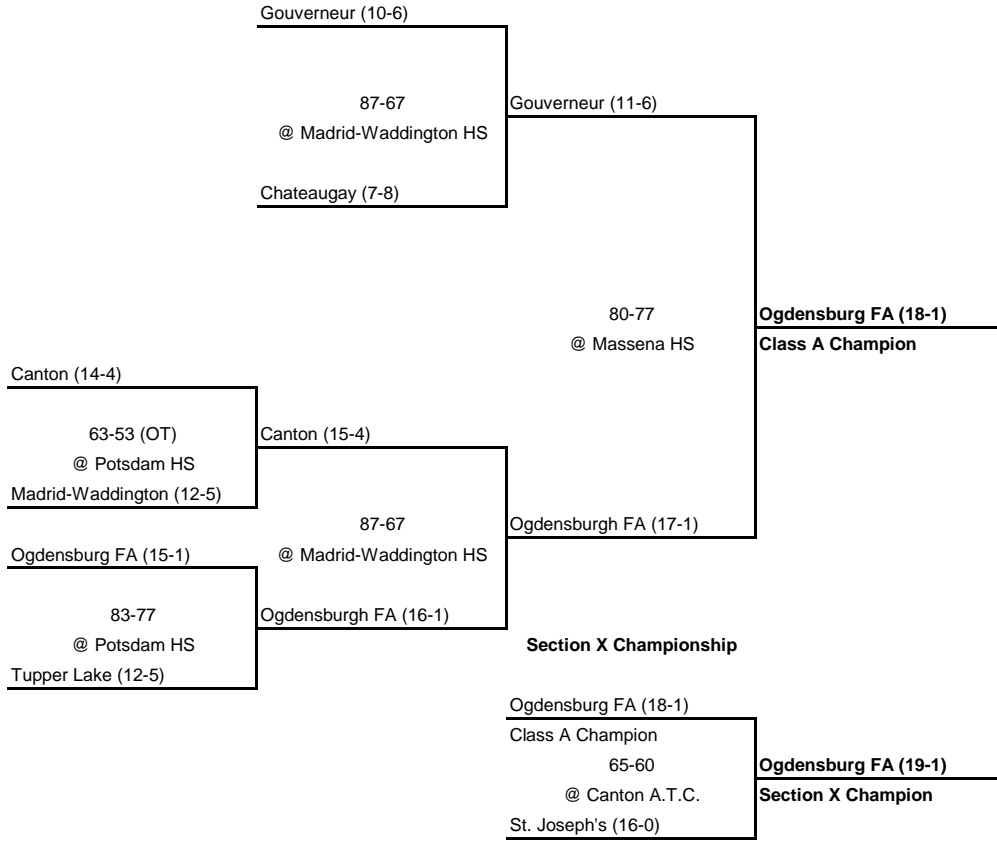 Gouverneur (10-6)
87-67
@ Madrid-Waddington HS
Gouverneur (11-6)
Chateaugay (7-8)
80-77
@ Massena HS
Ogdensburg FA (18-1)
Class A Champion
Canton (14-4)
63-53 (OT)
@ Potsdam HS
Canton (15-4)
Madrid-Waddington (12-5)
87-67
@ Madrid-Waddington HS
Ogdensburgh FA (17-1)
Ogdensburg FA (15-1)
83-77
@ Potsdam HS
Ogdensburgh FA (16-1)
Tupper Lake (12-5)
Section X Championship
Ogdensburg FA (18-1)
Class A Champion
65-60
@ Canton A.T.C.
Ogdensburg FA (19-1)
Section X Champion
St. Joseph's (16-0)